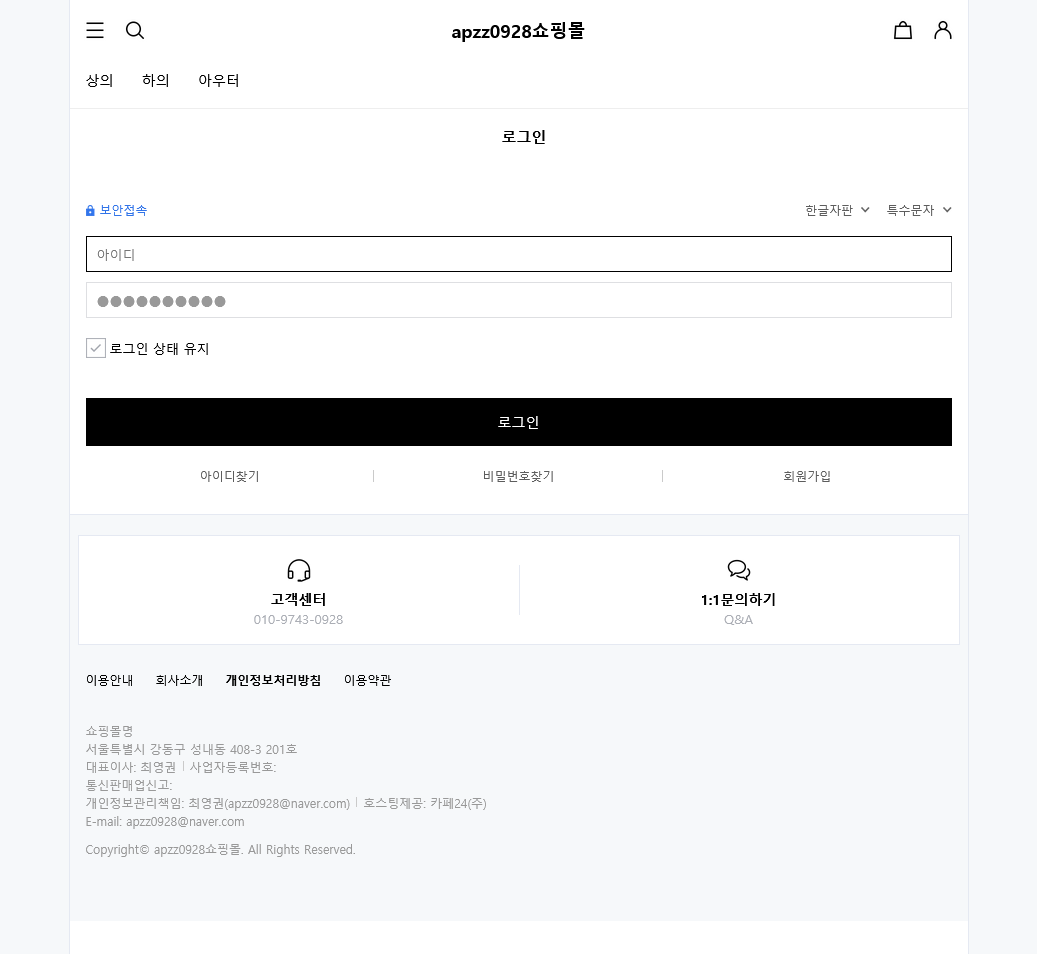 apzz0928쇼핑몰
상의 하의 아우터
로그인
보안접속 한글자판 특수문자
아이디
●●●●●●●●●●
로그인 상태 유지
로그인
아이디찾기 비밀번호찾기 회원가입
고객센터
010-9743-0928
1:1문의하기
Q&A
이용안내 회사소개 개인정보처리방침 이용약관
쇼핑몰명
서울특별시 강동구 성내동 408-3 201호
대표이사: 최영권 | 사업자등록번호:
통신판매업신고:
개인정보관리책임: 최영권(apzz0928@naver.com) | 호스팅제공: 카페24(주)
E-mail: apzz0928@naver.com
Copyright© apzz0928쇼핑몰. All Rights Reserved.